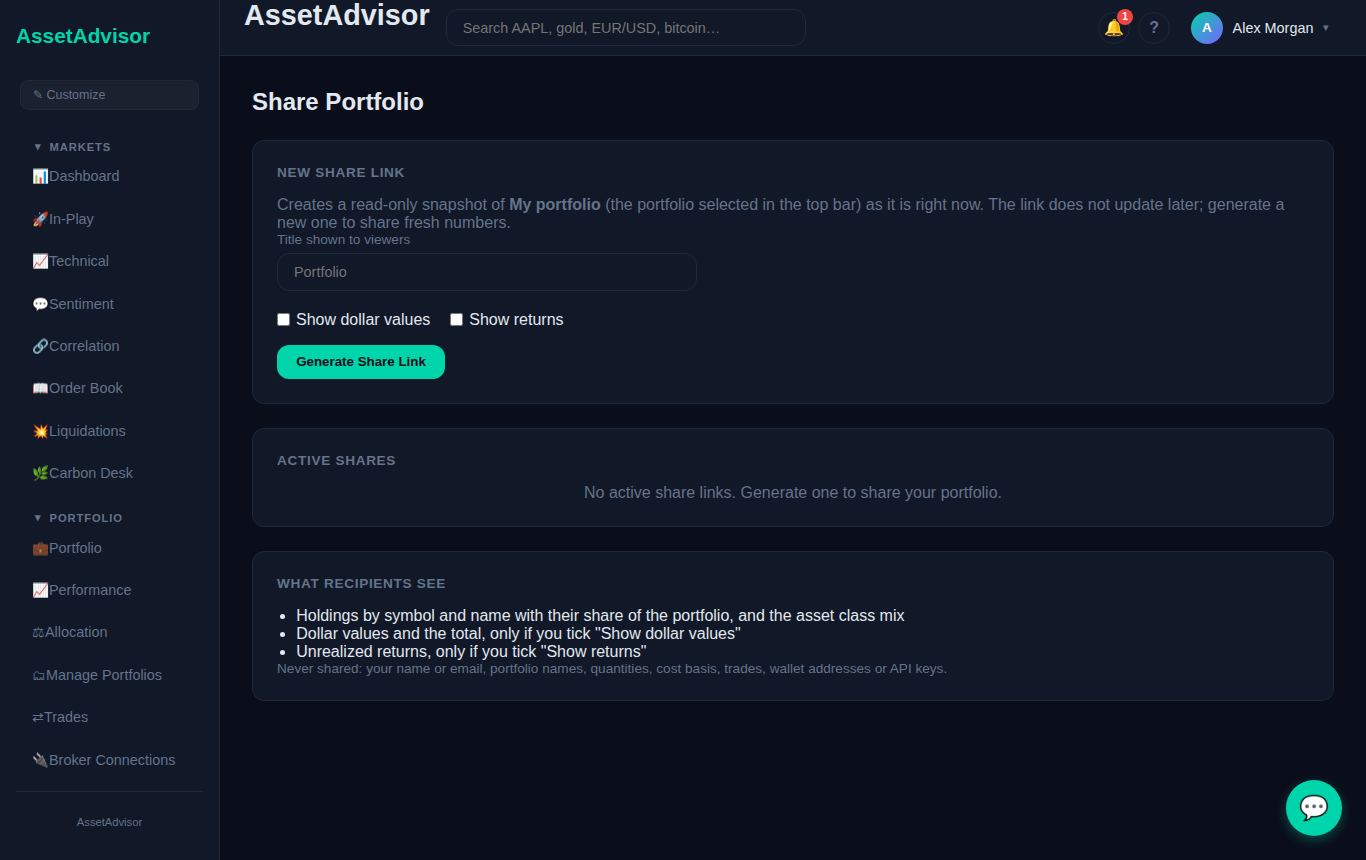 AssetAdvisor
✎ Customize
▼ MARKETS
📊Dashboard
🚀In-Play
📈Technical
💬Sentiment
🔗Correlation
📖Order Book
💥Liquidations
🌿Carbon Desk
▼ PORTFOLIO
💼Portfolio
📈Performance
⚖Allocation
🗂Manage Portfolios
⇄Trades
🔌Broker Connections
AssetAdvisor
AssetAdvisor
Search AAPL, gold, EUR/USD, bitcoin…
🔔 1
?
A Alex Morgan ▾
Share Portfolio
NEW SHARE LINK
Creates a read-only snapshot of My portfolio (the portfolio selected in the top bar) as it is right now. The link does not update later; generate a
new one to share fresh numbers.
Title shown to viewers
Portfolio
Show dollar values Show returns
Generate Share Link
ACTIVE SHARES
No active share links. Generate one to share your portfolio.
WHAT RECIPIENTS SEE
• Holdings by symbol and name with their share of the portfolio, and the asset class mix
• Dollar values and the total, only if you tick "Show dollar values"
• Unrealized returns, only if you tick "Show returns"
Never shared: your name or email, portfolio names, quantities, cost basis, trades, wallet addresses or API keys.
💬